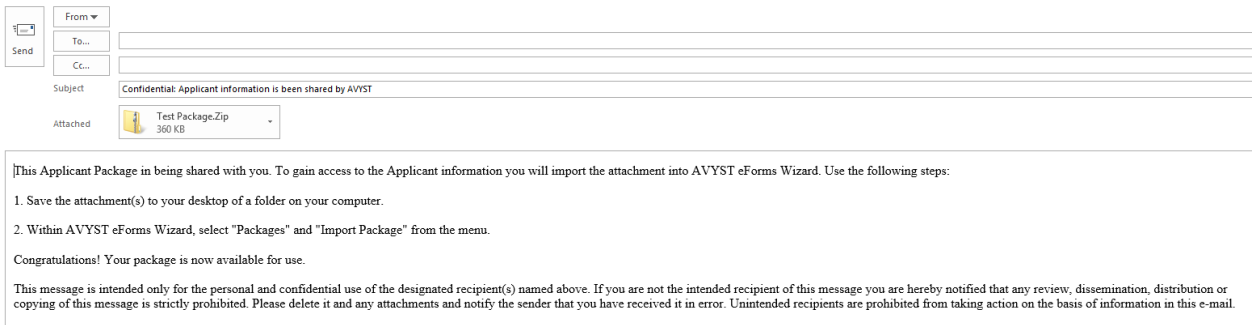 From
To...
Send
Cc...
Subject
Confidential: Applicant information is been shared by AVYST
Attached
Test Package.Zip
360 KB
This Applicant Package in being shared with you. To gain access to the Applicant information you will import the attachment into AVYST eForms Wizard. Use the following steps:
1. Save the attachment(s) to your desktop of a folder on your computer.
2. Within AVYST eForms Wizard, select "Packages" and "Import Package" from the menu.
Congratulations! Your package is now available for use.
This message is intended only for the personal and confidential use of the designated recipient(s) named above. If you are not the intended recipient of this message you are hereby notified that any review, dissemination, distribution or
copying of this message is strictly prohibited. Please delete it and any attachments and notify the sender that you have received it in error. Unintended recipients are prohibited from taking action on the basis of information in this e-mail.